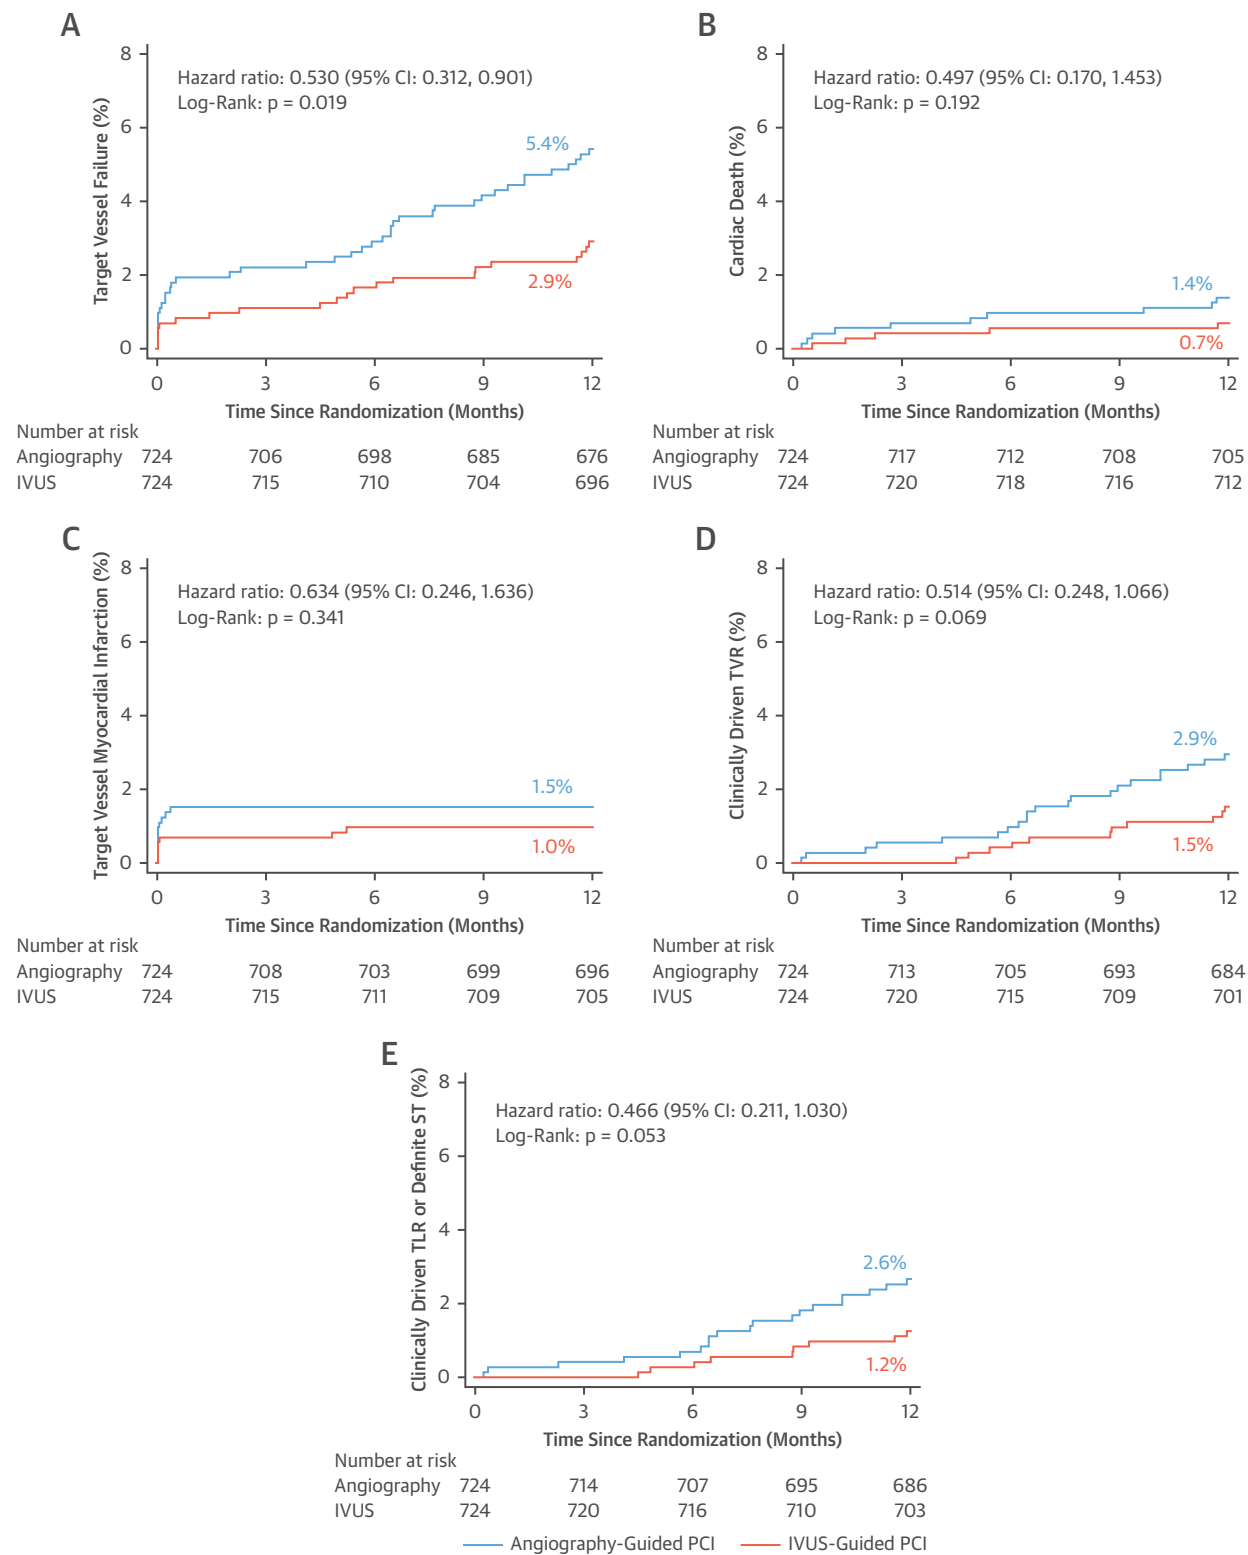 A
Target Vessel Failure (%)
8
6
4
2
0
Hazard ratio: 0.530 (95% CI: 0.312, 0.901)
Log-Rank: p = 0.019
5.4%
2.9%
0 3 6 9 12
Time Since Randomization (Months)
Number at risk
Angiography 724 706 698 685 676
IVUS 724 715 710 704 696
B
Cardiac Death (%)
8
6
4
2
0
Hazard ratio: 0.497 (95% CI: 0.170, 1.453)
Log-Rank: p = 0.192
1.4%
0.7%
0 3 6 9 12
Time Since Randomization (Months)
Number at risk
Angiography 724 717 712 708 705
IVUS 724 720 718 716 712
C
Target Vessel Myocardial Infarction (%)
8
6
4
2
0
Hazard ratio: 0.634 (95% CI: 0.246, 1.636)
Log-Rank: p = 0.341
1.5%
1.0%
0 3 6 9 12
Time Since Randomization (Months)
Number at risk
Angiography 724 708 703 699 696
IVUS 724 715 711 709 705
D
Clinically Driven TVR (%)
8
6
4
2
0
Hazard ratio: 0.514 (95% CI: 0.248, 1.066)
Log-Rank: p = 0.069
2.9%
1.5%
0 3 6 9 12
Time Since Randomization (Months)
Number at risk
Angiography 724 713 705 693 684
IVUS 724 720 715 709 701
E
Clinically Driven TLR or Definite ST (%)
8
6
4
2
0
Hazard ratio: 0.466 (95% CI: 0.211, 1.030)
Log-Rank: p = 0.053
2.6%
1.2%
0 3 6 9 12
Time Since Randomization (Months)
Number at risk
Angiography 724 714 707 695 686
IVUS 724 720 716 710 703
Angiography-Guided PCI IVUS-Guided PCI